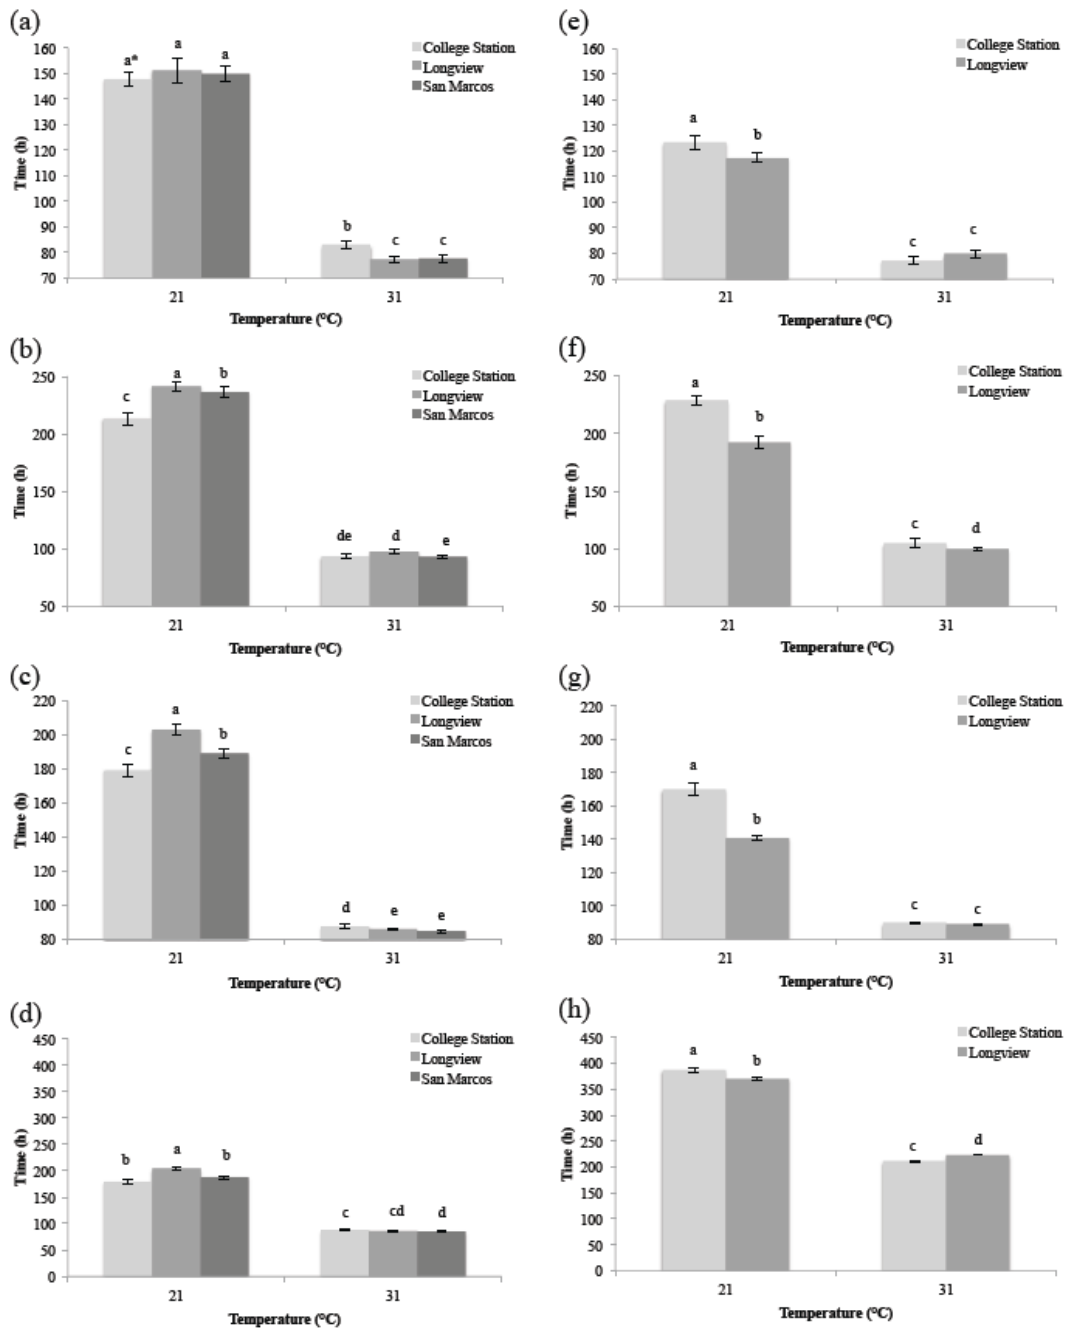 (a)
160
150
140
130
120
110
100
90
80
70
Time (h)
a*
a
a
b
c
c
College Station
Longview
San Marcos
21
31
Temperature (°C)
(e)
160
150
140
130
120
110
100
90
80
70
Time (h)
a
b
c
c
College Station
Longview
21
31
Temperature (°C)
(b)
250
200
150
100
50
Time (h)
c
a
b
de
d
e
College Station
Longview
San Marcos
21
31
Temperature (°C)
(f)
250
200
150
100
50
Time (h)
a
b
c
d
College Station
Longview
21
31
Temperature (°C)
(c)
220
200
180
160
140
120
100
80
Time (h)
c
a
b
d
e
e
College Station
Longview
San Marcos
21
31
Temperature (°C)
(g)
220
200
180
160
140
120
100
80
Time (h)
a
b
c
c
College Station
Longview
21
31
Temperature (°C)
(d)
450
400
350
300
250
200
150
100
50
0
Time (h)
b
a
b
c
cd
d
College Station
Longview
San Marcos
21
31
Temperature (°C)
(h)
450
400
350
300
250
200
150
100
50
0
Time (h)
a
b
c
d
College Station
Longview
21
31
Temperature (°C)